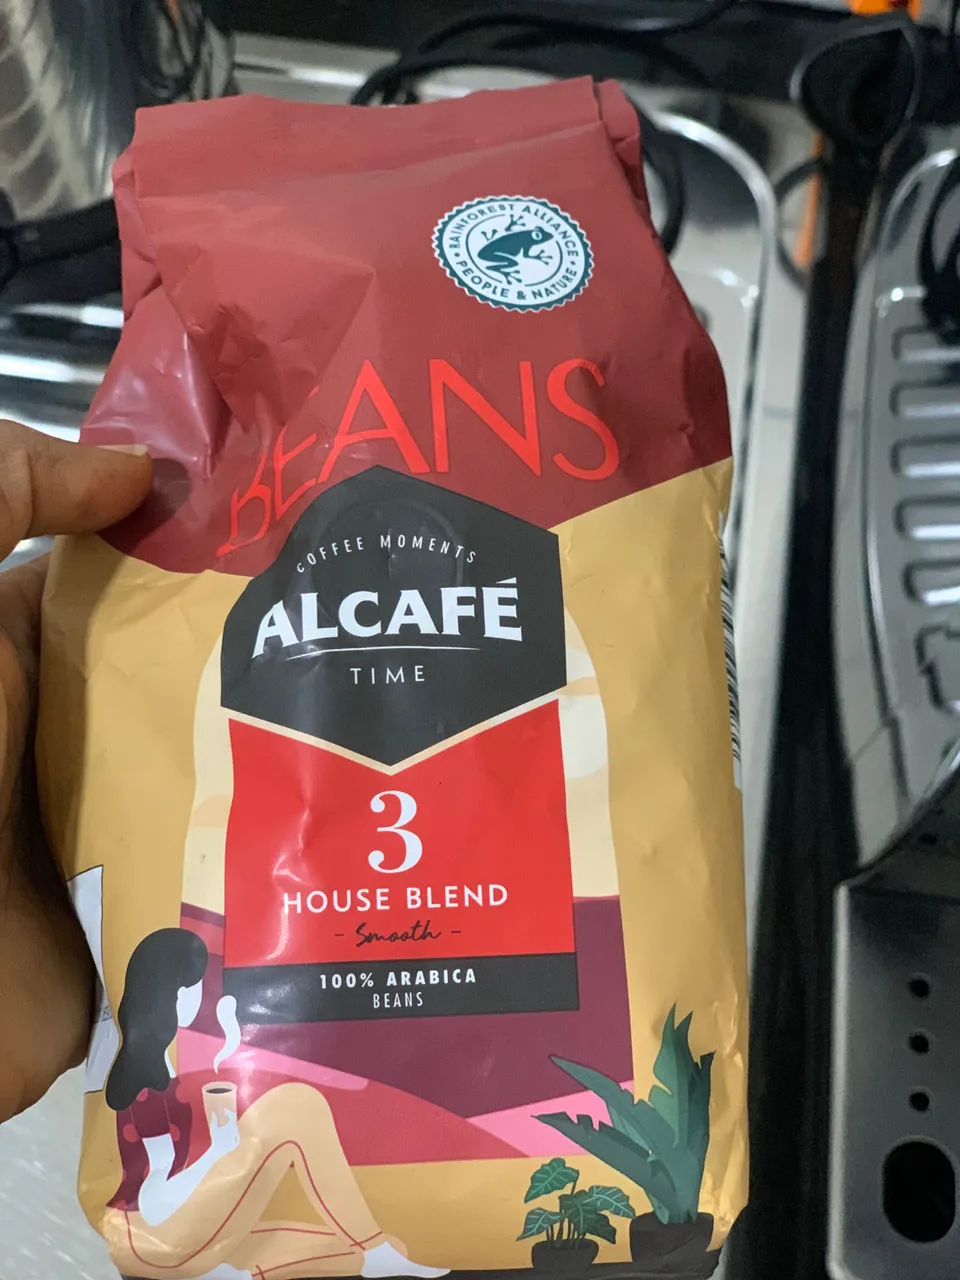 RAINFOREST ALLIANCE
PEOPLE & NATURE
BEANS
COFFEE MOMENTS
ALCAFÉ
TIME
3
HOUSE BLEND
- Smooth -
100% ARABICA
BEANS